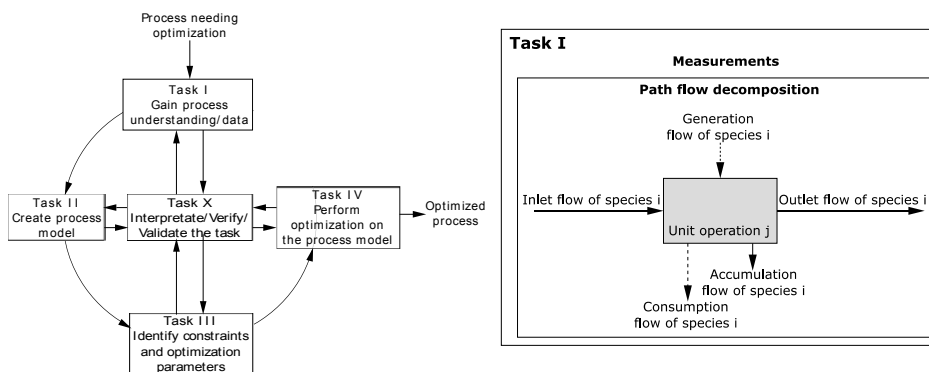 Process needing
optimization
Task I
Gain process
understanding/data
Task II
Create process
model
Task X
Interpretate/Verify/
Validate the task
Task IV
Perform
optimization on
the process model
Optimized
process
Task III
Identify constraints
and optimization
parameters
Task I
Measurements
Path flow decomposition
Generation
flow of species i
Inlet flow of species i
Outlet flow of species i
Unit operation j
Accumulation
flow of species i
Consumption
flow of species i